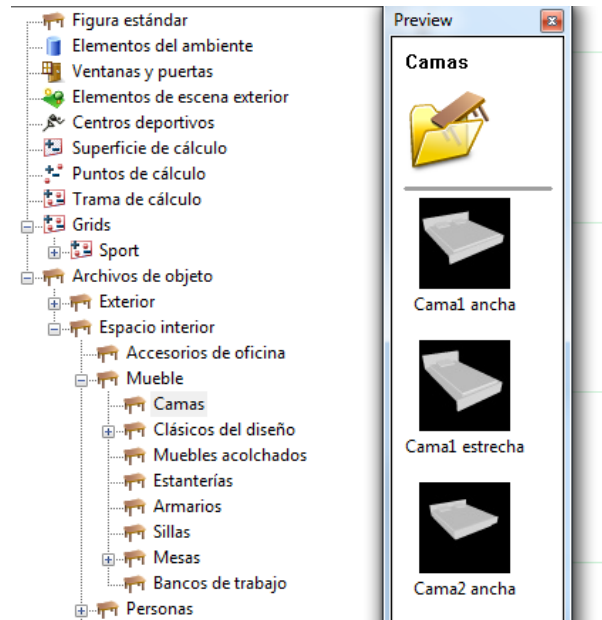 Figura estándar
Elementos del ambiente
Ventanas y puertas
Elementos de escena exterior
Centros deportivos
Superficie de cálculo
Puntos de cálculo
Trama de cálculo
Grids
Sport
Archivos de objeto
Exterior
Espacio interior
Accesorios de oficina
Mueble
Camas
Clásicos del diseño
Muebles acolchados
Estanterías
Armarios
Sillas
Mesas
Bancos de trabajo
Personas
Preview
Camas
Cama1 ancha
Cama1 estrecha
Cama2 ancha